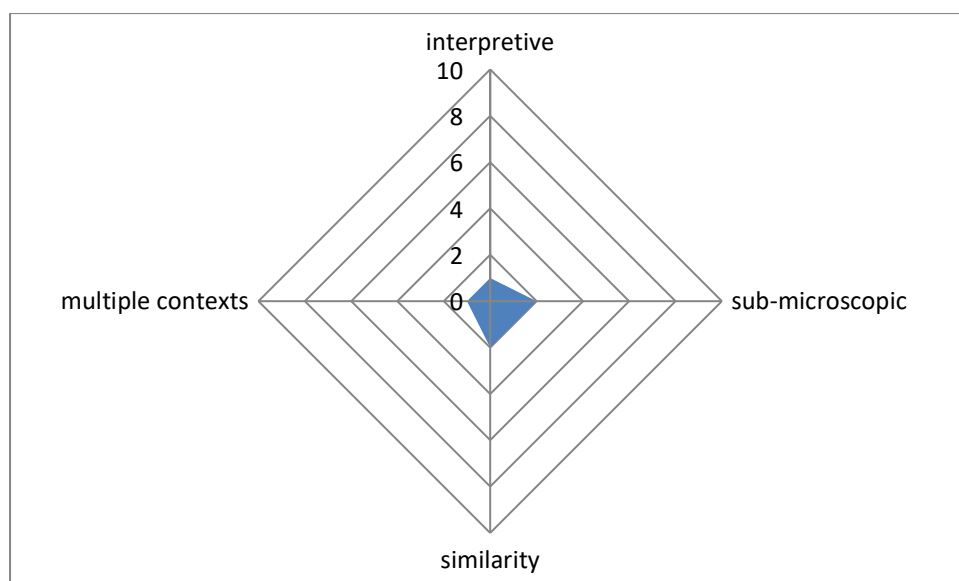 interpretive
10
8
6
4
2
0
multiple contexts
sub-microscopic
similarity